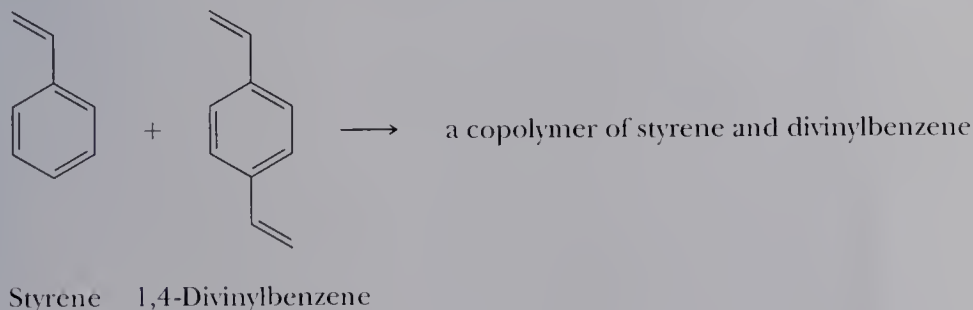 + ⟶ a copolymer of styrene and divinylbenzene
Styrene 1,4-Divinylbenzene